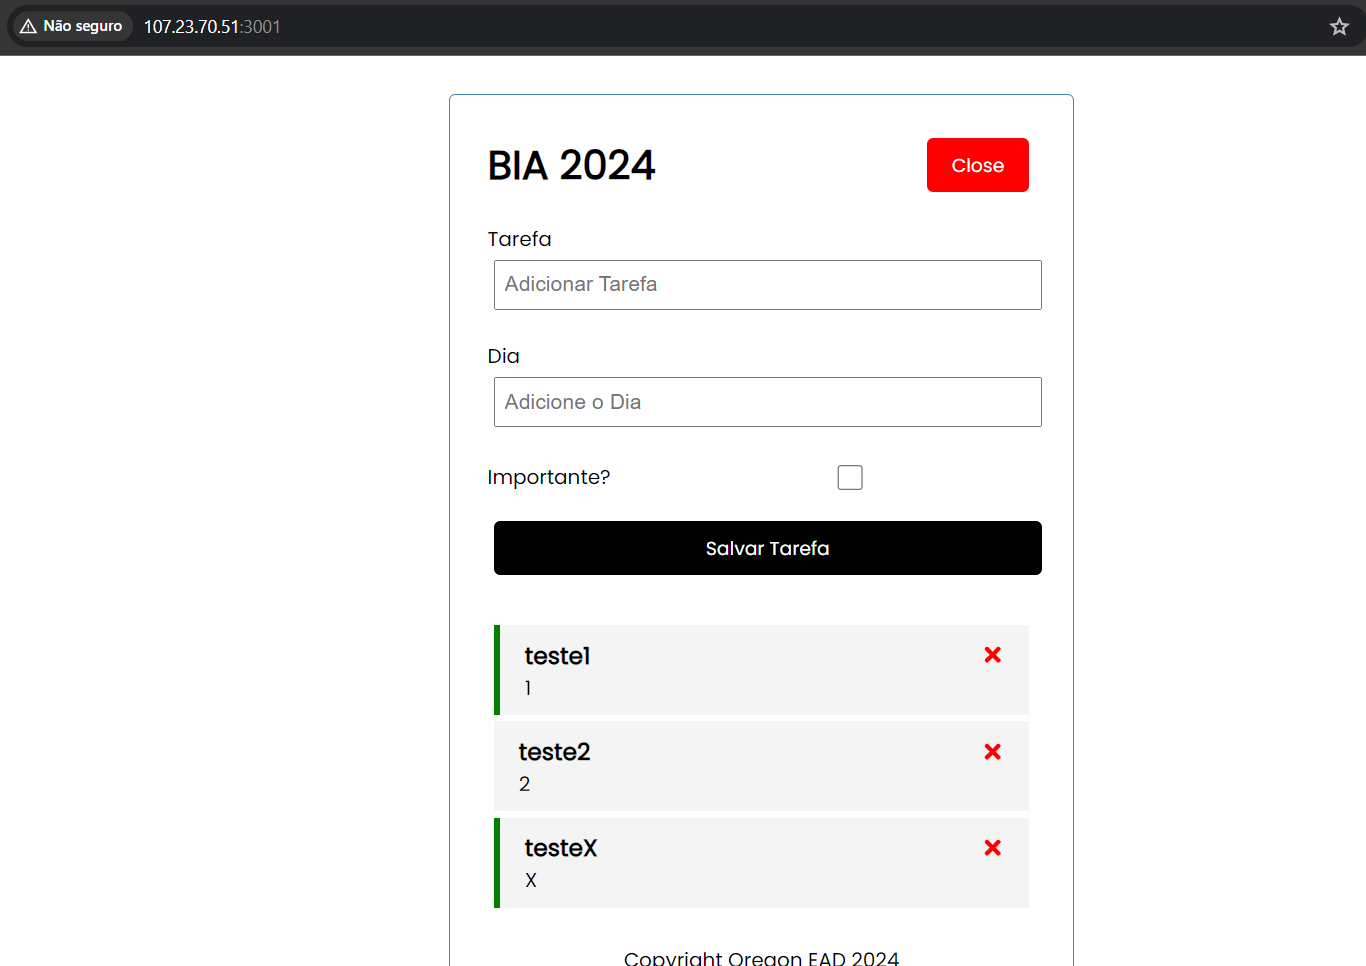 Não seguro 107.23.70.51:3001
BIA 2024 Close
Tarefa
Adicionar Tarefa
Dia
Adicione o Dia
Importante?
Salvar Tarefa
teste1
1
teste2
2
testeX
X
Copyright Oregon EAD 2024